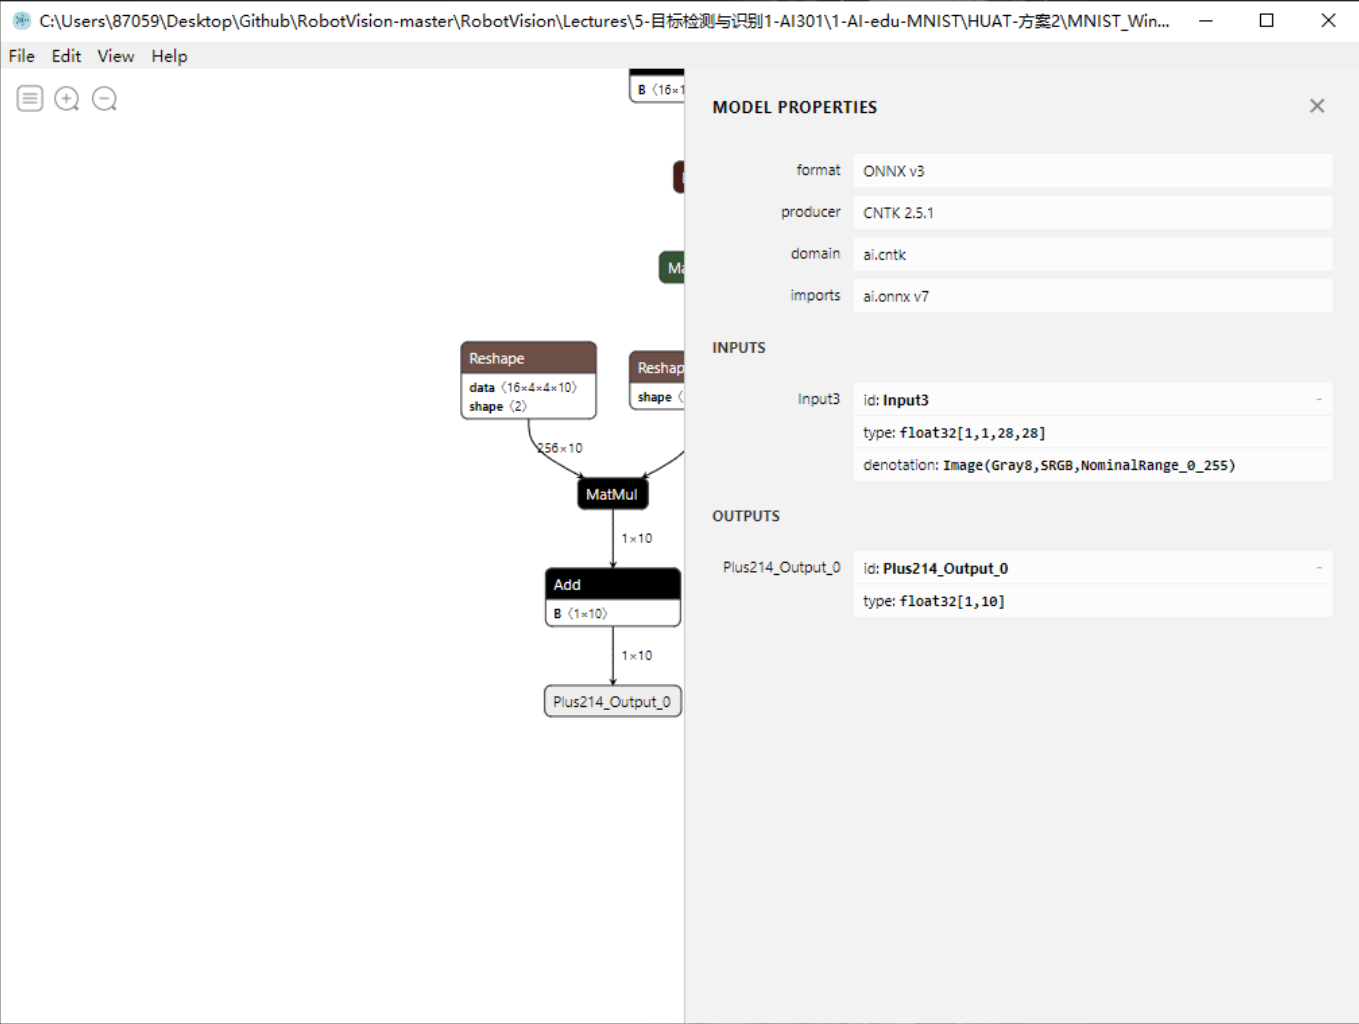 C:\Users\87059\Desktop\Github\RobotVision-master\RobotVision\Lectures\5-目标检测与识别1-AI301\1-AI-edu-MNIST\HUAT-方案2\MNIST_Win...
File Edit View Help
B ⟨16×1
Ma
Reshape
data ⟨16×4×4×10⟩
shape ⟨2⟩
Reshap
shape ⟨
256×10
MatMul
1×10
Add
B ⟨1×10⟩
1×10
Plus214_Output_0
MODEL PROPERTIES
format ONNX v3
producer CNTK 2.5.1
domain ai.cntk
imports ai.onnx v7
INPUTS
Input3 id: Input3 -
type: float32[1,1,28,28]
denotation: Image(Gray8,SRGB,NominalRange_0_255)
OUTPUTS
Plus214_Output_0 id: Plus214_Output_0 -
type: float32[1,10]